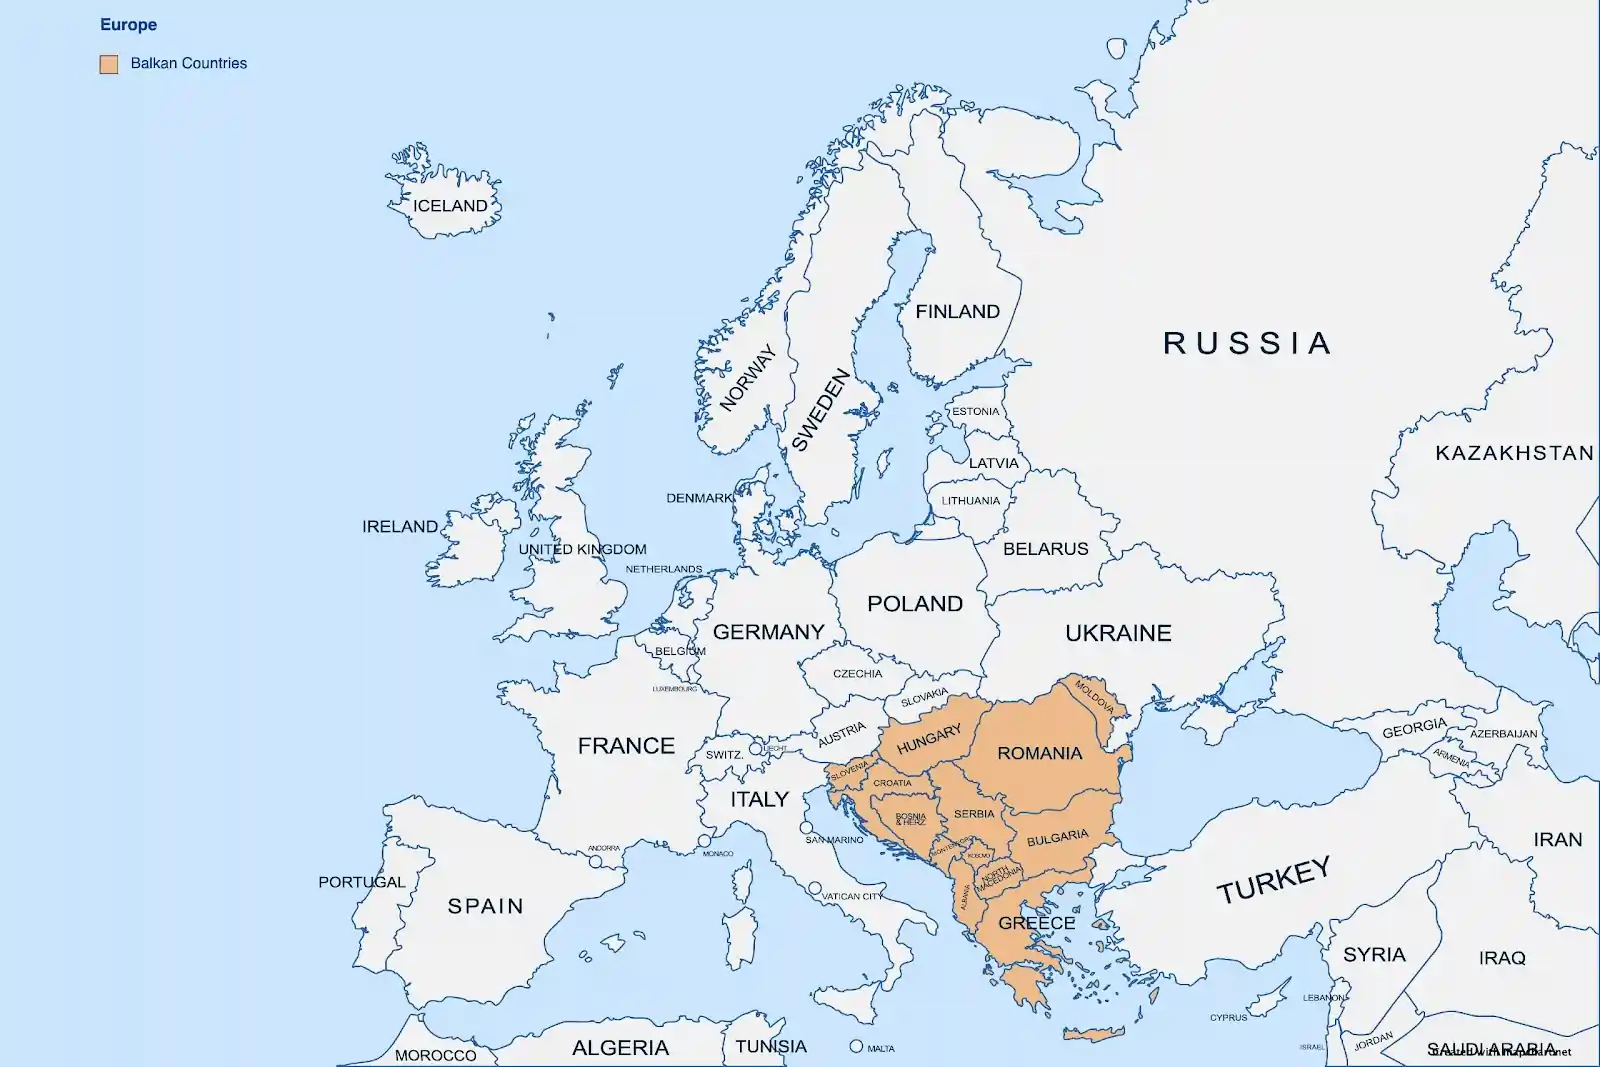 Europe
Balkan Countries
ICELAND
FINLAND
RUSSIA
NORWAY
SWEDEN
ESTONIA
KAZAKHSTAN
LATVIA
DENMARK
LITHUANIA
IRELAND
UNITED KINGDOM
BELARUS
NETHERLANDS
POLAND
GERMANY
UKRAINE
BELGIUM
CZECHIA
LUXEMBOURG
SLOVAKIA
MOLDOVA
AUSTRIA
HUNGARY
GEORGIA
AZERBAIJAN
FRANCE
SWITZ.
LIECHT.
ROMANIA
ARMENIA
SLOVENIA
CROATIA
ITALY
BOSNIA
& HERZ.
SERBIA
BULGARIA
SAN MARINO
IRAN
ANDORRA
MONACO
MONTENEGRO
KOSOVO
NORTH
MACEDONIA
PORTUGAL
TURKEY
VATICAN CITY
ALBANIA
SPAIN
GREECE
SYRIA
IRAQ
LEBANON
CYPRUS
MOROCCO
ALGERIA
TUNISIA
MALTA
ISRAEL
JORDAN
SAUDI ARABIA
Created with mapchart.net